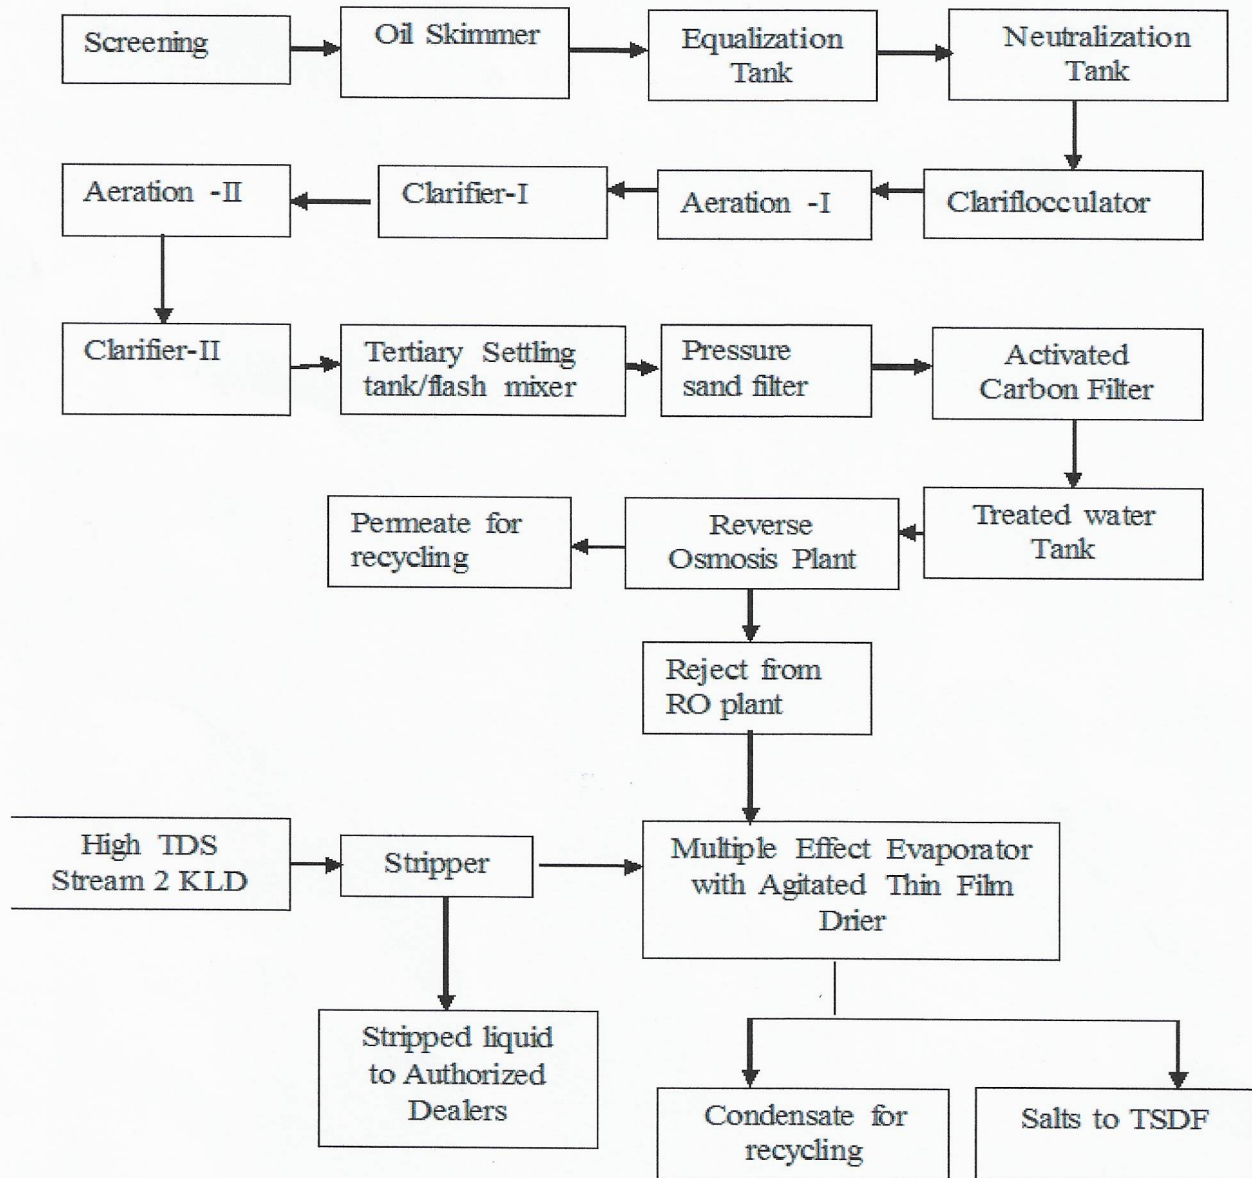 Screening
Oil Skimmer
Equalization
Tank
Neutralization
Tank
Aeration -II
Clarifier-I
Aeration -I
Clariflocculator
Clarifier-II
Tertiary Settling
tank/flash mixer
Pressure
sand filter
Activated
Carbon Filter
Permeate for
recycling
Reverse
Osmosis Plant
Treated water
Tank
Reject from
RO plant
High TDS
Stream 2 KLD
Stripper
Multiple Effect Evaporator
with Agitated Thin Film
Drier
Stripped liquid
to Authorized
Dealers
Condensate for
recycling
Salts to TSDF